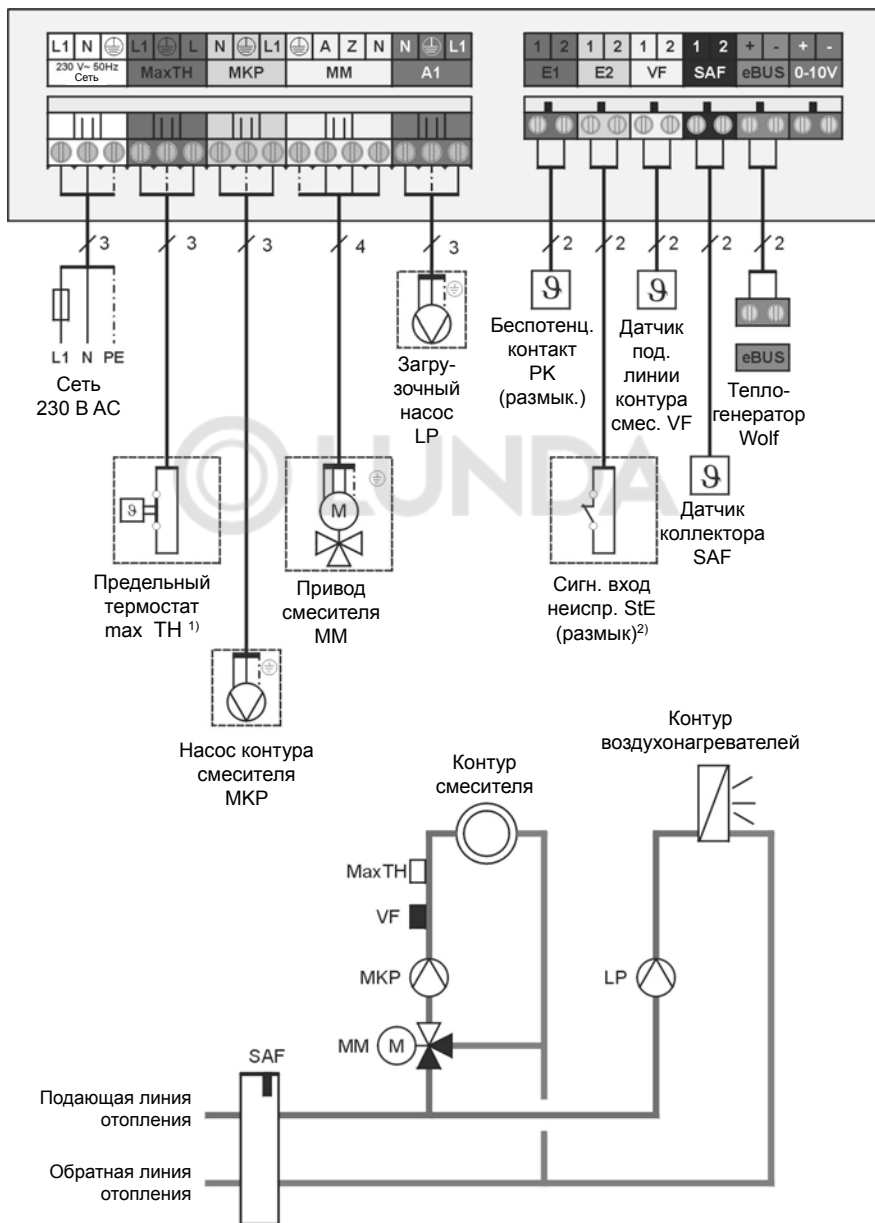 L1 N L1 L N L1 A Z N N L1
230 V~ 50Hz
Сеть
MaxTH MKP MM A1
1 2 1 2 1 2 1 2 + - + -
E1 E2 VF SAF eBUS 0-10V
3 3 3 4 3 2 2 2 2 2
L1 N PE
Сеть
230 В AC
Загру-
зочный
насос
LP
Беспотенц.
контакт
РК
(размык.)
Датчик
под.
линии
контура
смес. VF
eBUS
Тепло-
генератор
Wolf
LUNDA
M
Предельный
термостат
max TH 1)
Привод
смесителя
ММ
Сигн. вход
неиспр. StE
(размык)2)
Датчик
коллектора
SAF
Насос контура
смесителя
MKP
Контур
смесителя
Контур
воздухонагревателей
MaxTH
VF
MKP
LP
MM M
SAF
Подающая линия
отопления
Обратная линия
отопления